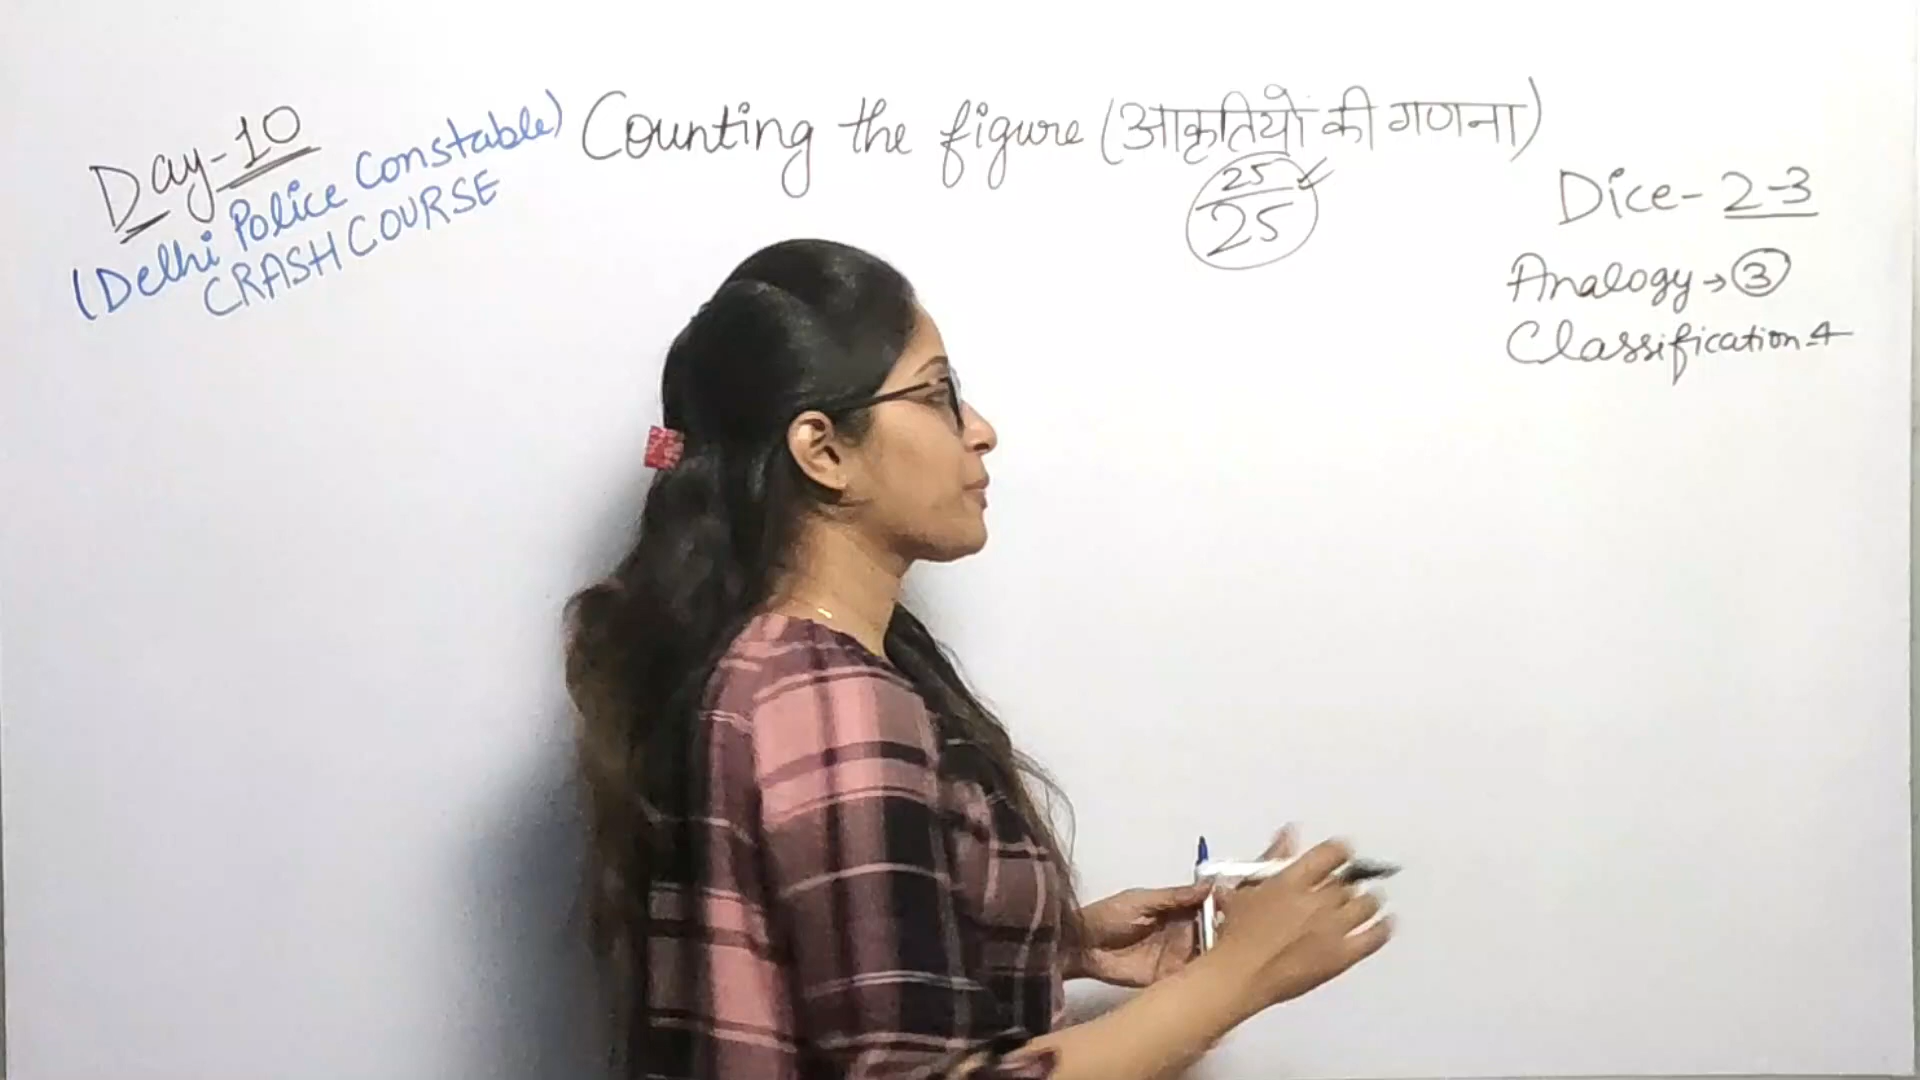 Day-10
(Delhi Police Constable)
CRASH COURSE
Counting the figure (आकृतियों की गणना)
25
25
Dice - 2-3
Analogy → 3
Classification - 4